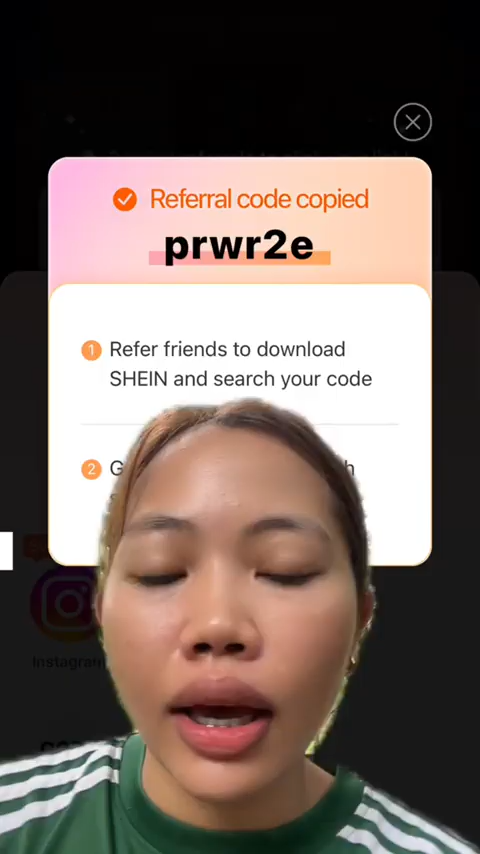 Referral code copied
prwr2e
1 Refer friends to download
SHEIN and search your code
2
Instagram